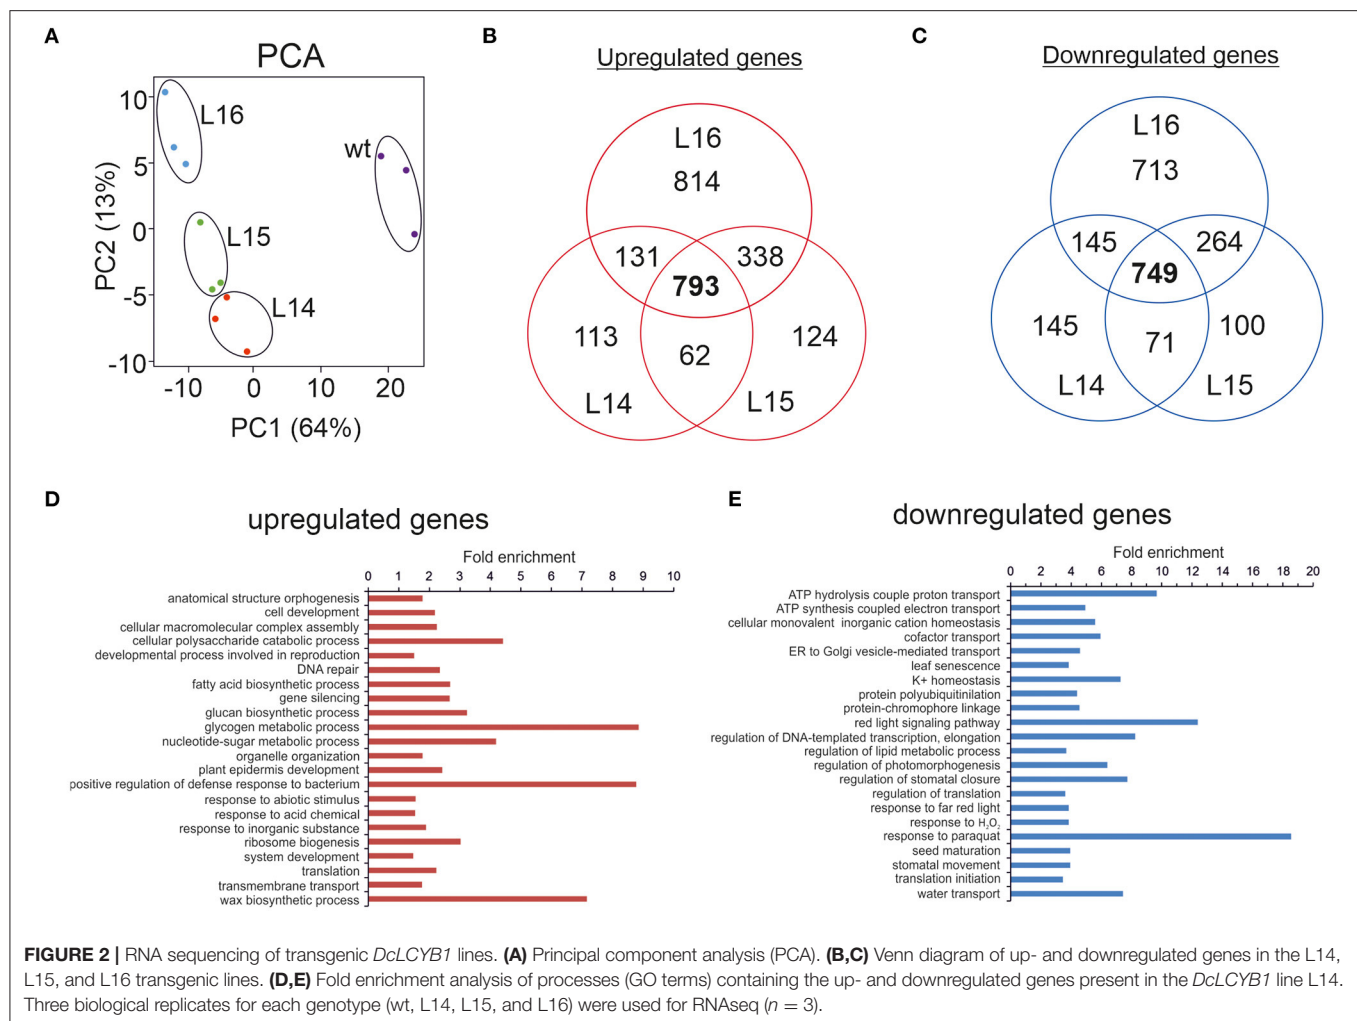 A
PCA
10
5
0
-5
-10
-10 0 10 20
PC2 (13%)
PC1 (64%)
L16
wt
L15
L14
B
Upregulated genes
L16
814
131 338
793
113 124
62
L14 L15
C
Downregulated genes
L16
713
145 264
749
145 100
71
L14 L15
D
upregulated genes
Fold enrichment
0 1 2 3 4 5 6 7 8 9 10
anatomical structure orphogenesis
cell development
cellular macromolecular complex assembly
cellular polysaccharide catabolic process
developmental process involved in reproduction
DNA repair
fatty acid biosynthetic process
gene silencing
glucan biosynthetic process
glycogen metabolic process
nucleotide-sugar metabolic process
organelle organization
plant epidermis development
positive regulation of defense response to bacterium
response to abiotic stimulus
response to acid chemical
response to inorganic substance
ribosome biogenesis
system development
translation
transmembrane transport
wax biosynthetic process
E
downregulated genes
Fold enrichment
0 2 4 6 8 10 12 14 16 18 20
ATP hydrolysis couple proton transport
ATP synthesis coupled electron transport
cellular monovalent inorganic cation homeostasis
cofactor transport
ER to Golgi vesicle-mediated transport
leaf senescence
K+ homeostasis
protein polyubiquitinilation
protein-chromophore linkage
red light signaling pathway
regulation of DNA-templated transcription, elongation
regulation of lipid metabolic process
regulation of photomorphogenesis
regulation of stomatal closure
regulation of translation
response to far red light
response to H₂O₂
response to paraquat
seed maturation
stomatal movement
translation initiation
water transport
FIGURE 2 | RNA sequencing of transgenic DcLCYB1 lines. (A) Principal component analysis (PCA). (B,C) Venn diagram of up- and downregulated genes in the L14,
L15, and L16 transgenic lines. (D,E) Fold enrichment analysis of processes (GO terms) containing the up- and downregulated genes present in the DcLCYB1 line L14.
Three biological replicates for each genotype (wt, L14, L15, and L16) were used for RNAseq (n = 3).